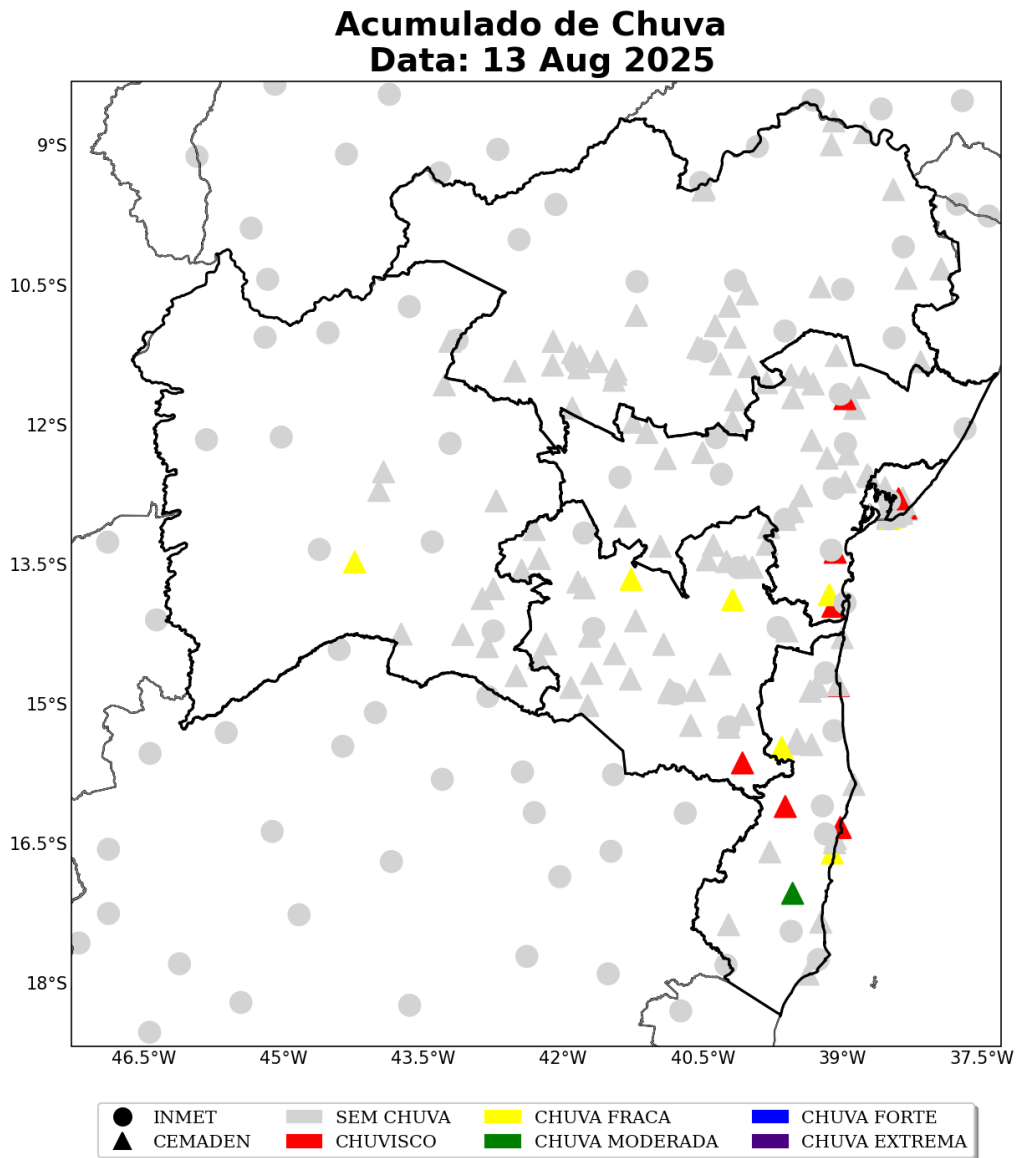 Acumulado de Chuva
Data: 13 Aug 2025
9°S
10.5°S
12°S
13.5°S
15°S
16.5°S
18°S
46.5°W 45°W 43.5°W 42°W 40.5°W 39°W 37.5°W
INMET SEM CHUVA CHUVA FRACA CHUVA FORTE
CEMADEN CHUVISCO CHUVA MODERADA CHUVA EXTREMA